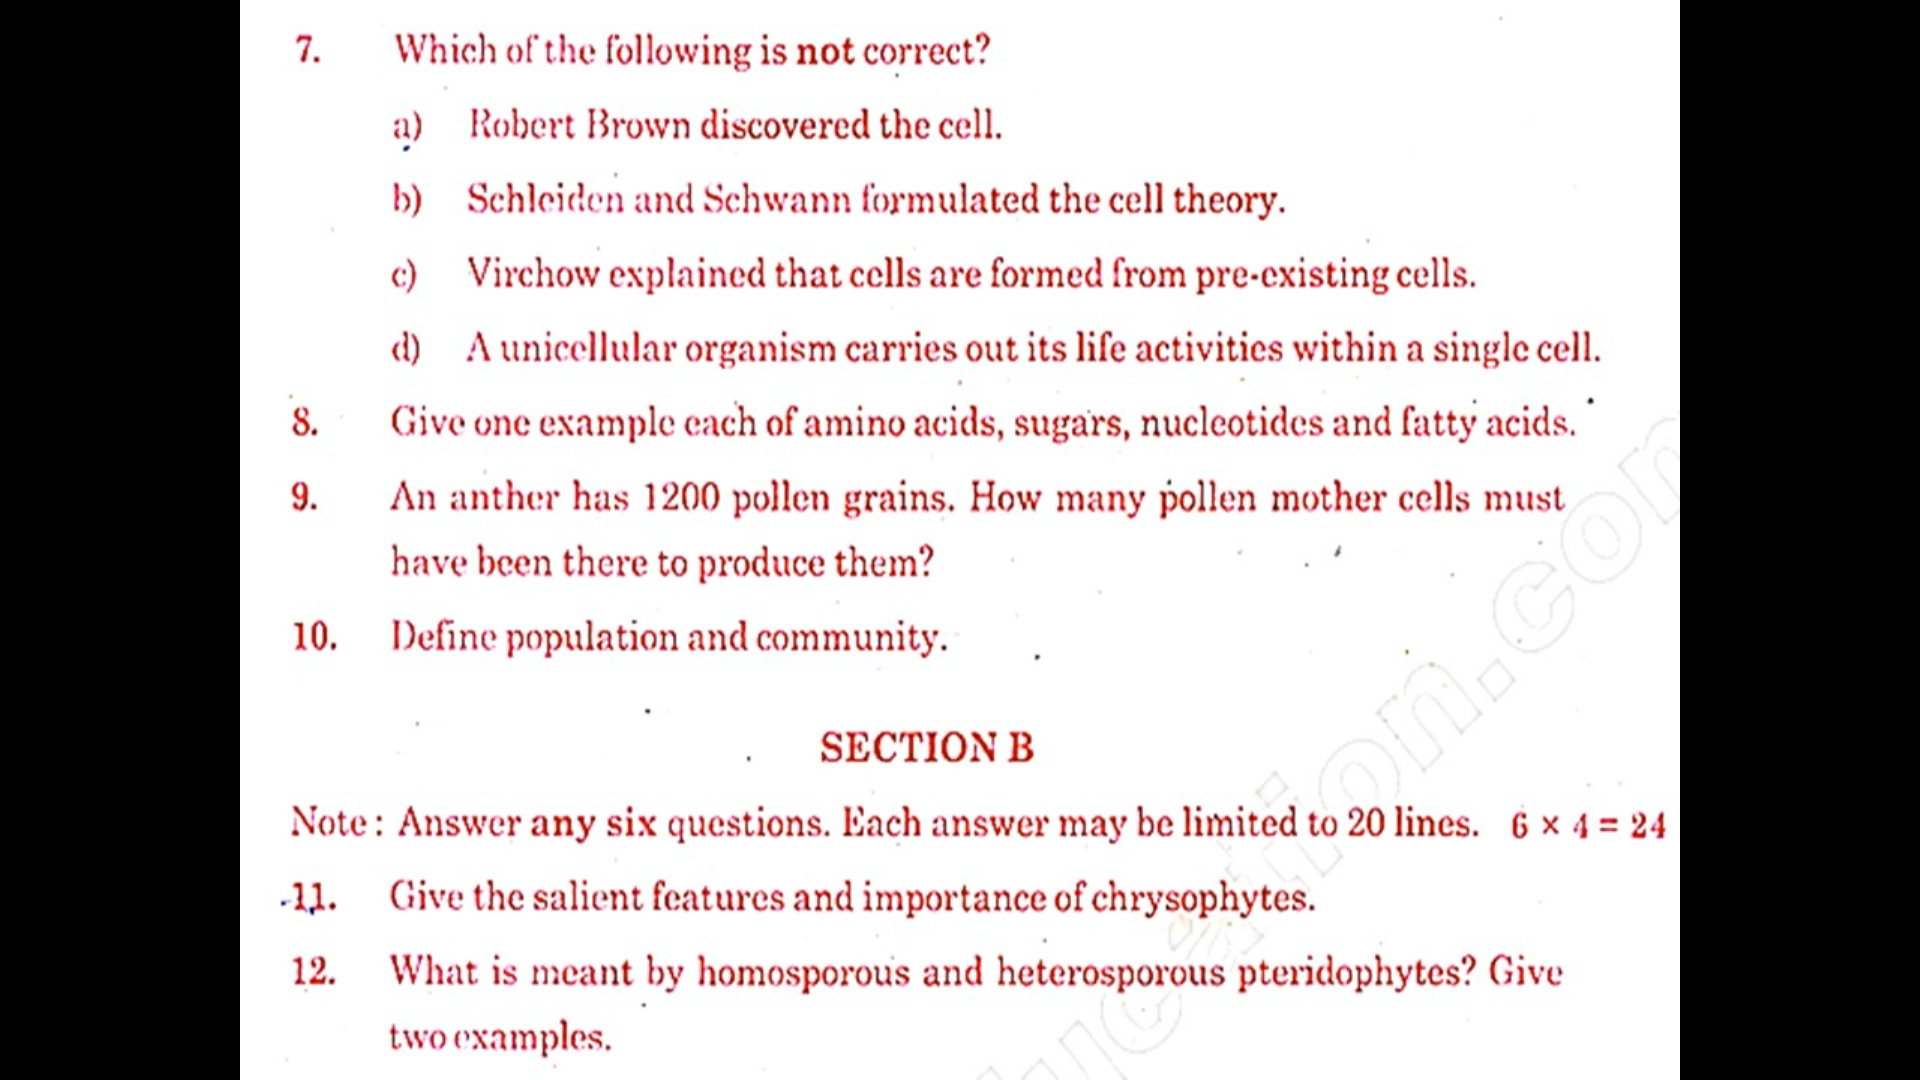 7. Which of the following is not correct?
a) Robert Brown discovered the cell.
b) Schleiden and Schwann formulated the cell theory.
c) Virchow explained that cells are formed from pre-existing cells.
d) A unicellular organism carries out its life activities within a single cell.
8. Give one example each of amino acids, sugars, nucleotides and fatty acids.
9. An anther has 1200 pollen grains. How many pollen mother cells must
have been there to produce them?
10. Define population and community.
SECTION B
Note : Answer any six questions. Each answer may be limited to 20 lines. 6 × 4 = 24
11. Give the salient features and importance of chrysophytes.
12. What is meant by homosporous and heterosporous pteridophytes? Give
two examples.